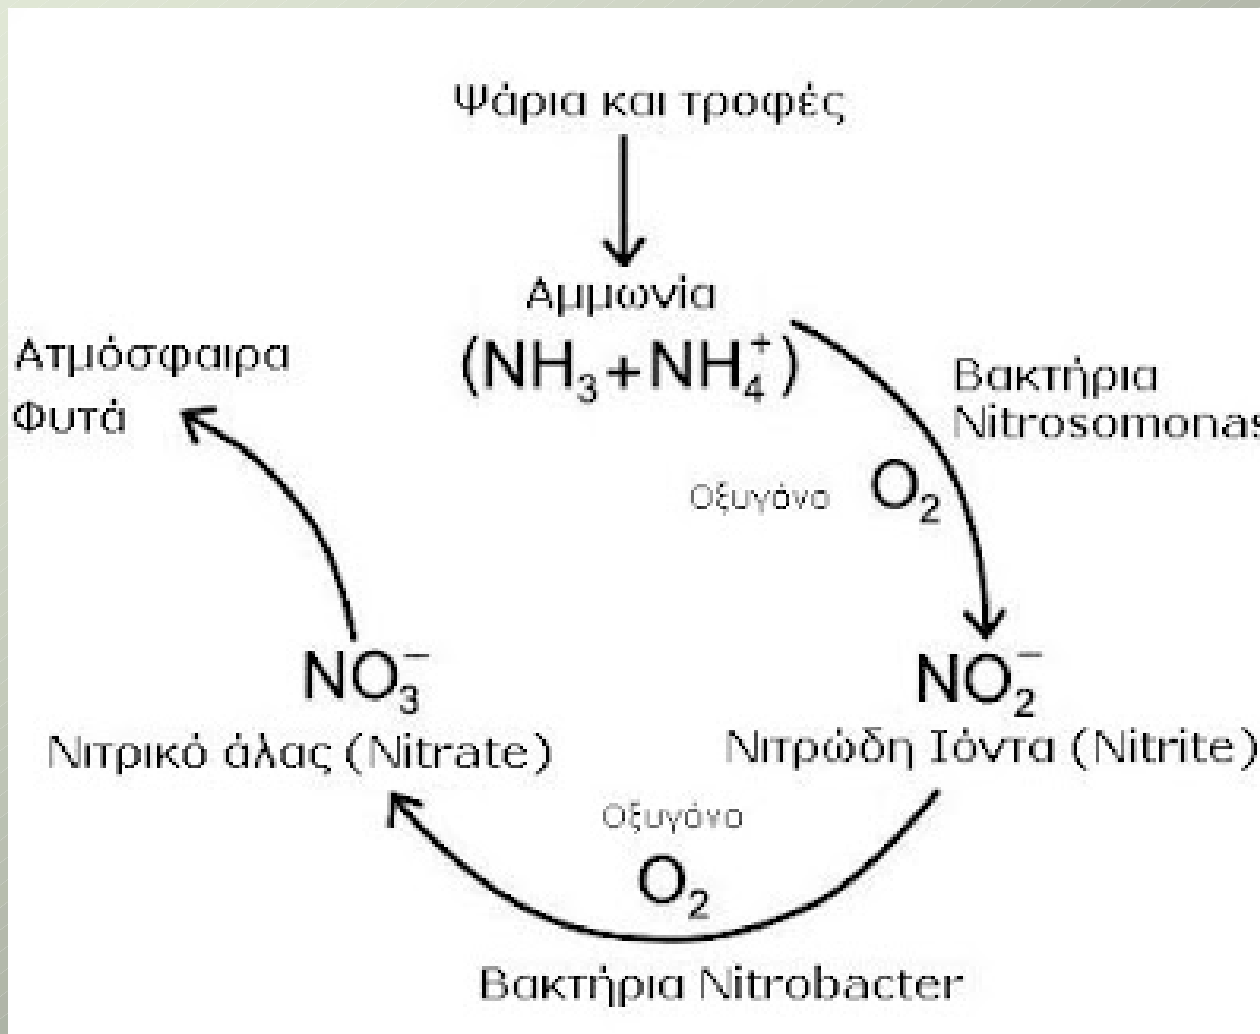 Ψάρια και τροφές
Αμμωνία
(NH₃+NH₄⁺)
Ατμόσφαιρα
Φυτά
Βακτήρια
Nitrosomonas
Οξυγόνο O₂
NO₃⁻
Νιτρικό άλας (Nitrate)
NO₂⁻
Νιτρώδη Ιόντα (Nitrite)
Οξυγόνο
O₂
Βακτήρια Nitrobacter